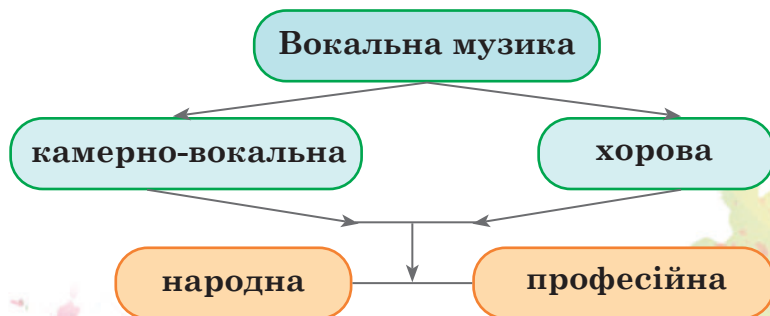 Вокальна музика
камерно-вокальна
хорова
народна
професійна